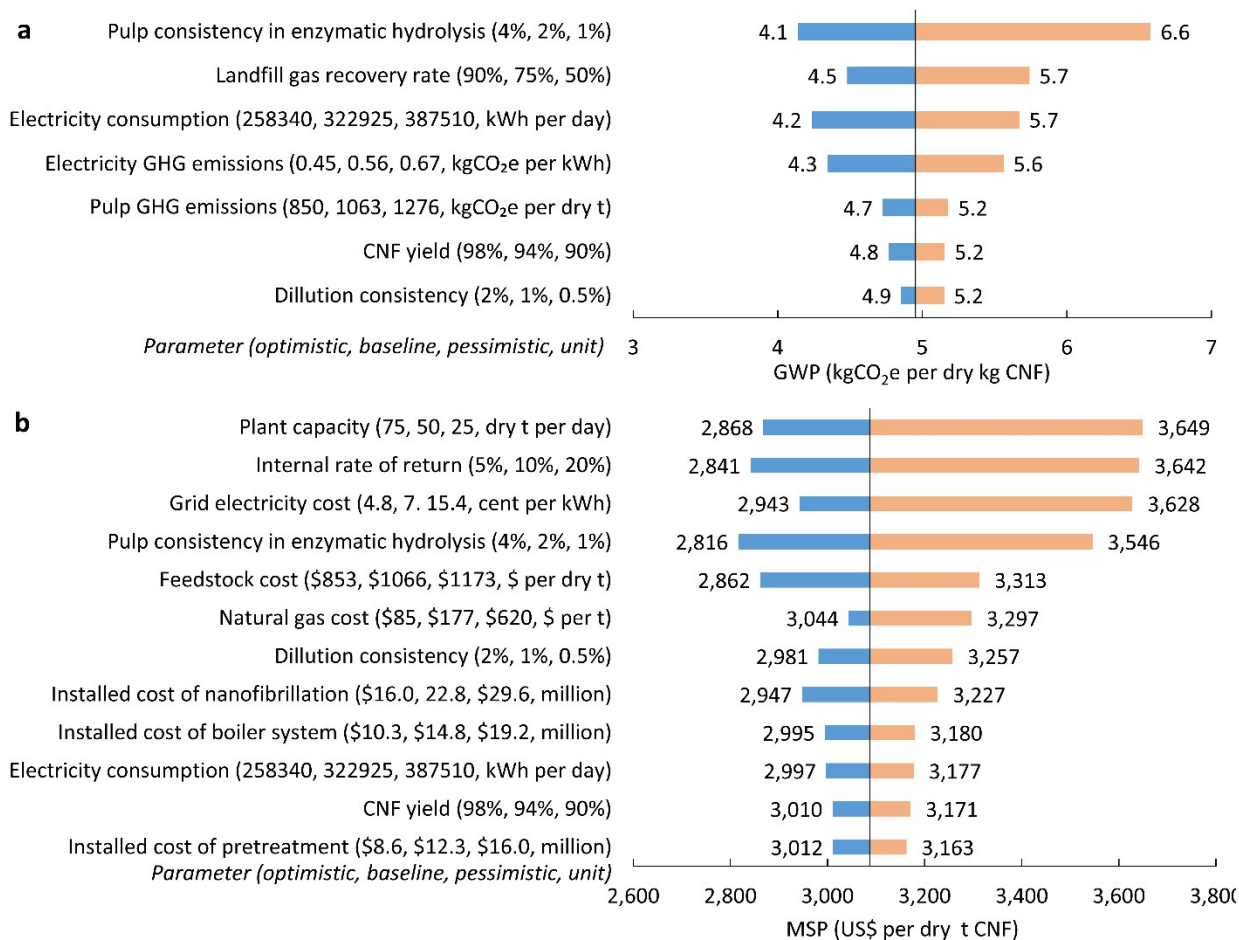 a
Pulp consistency in enzymatic hydrolysis (4%, 2%, 1%) 4.1 6.6
Landfill gas recovery rate (90%, 75%, 50%) 4.5 5.7
Electricity consumption (258340, 322925, 387510, kWh per day) 4.2 5.7
Electricity GHG emissions (0.45, 0.56, 0.67, kgCO₂e per kWh) 4.3 5.6
Pulp GHG emissions (850, 1063, 1276, kgCO₂e per dry t) 4.7 5.2
CNF yield (98%, 94%, 90%) 4.8 5.2
Dillution consistency (2%, 1%, 0.5%) 4.9 5.2
Parameter (optimistic, baseline, pessimistic, unit) 3 4 5 6 7
GWP (kgCO₂e per dry kg CNF)
b
Plant capacity (75, 50, 25, dry t per day) 2,868 3,649
Internal rate of return (5%, 10%, 20%) 2,841 3,642
Grid electricity cost (4.8, 7. 15.4, cent per kWh) 2,943 3,628
Pulp consistency in enzymatic hydrolysis (4%, 2%, 1%) 2,816 3,546
Feedstock cost ($853, $1066, $1173, $ per dry t) 2,862 3,313
Natural gas cost ($85, $177, $620, $ per t) 3,044 3,297
Dillution consistency (2%, 1%, 0.5%) 2,981 3,257
Installed cost of nanofibrillation ($16.0, 22.8, $29.6, million) 2,947 3,227
Installed cost of boiler system ($10.3, $14.8, $19.2, million) 2,995 3,180
Electricity consumption (258340, 322925, 387510, kWh per day) 2,997 3,177
CNF yield (98%, 94%, 90%) 3,010 3,171
Installed cost of pretreatment ($8.6, $12.3, $16.0, million) 3,012 3,163
Parameter (optimistic, baseline, pessimistic, unit)
2,600 2,800 3,000 3,200 3,400 3,600 3,800
MSP (US$ per dry t CNF)